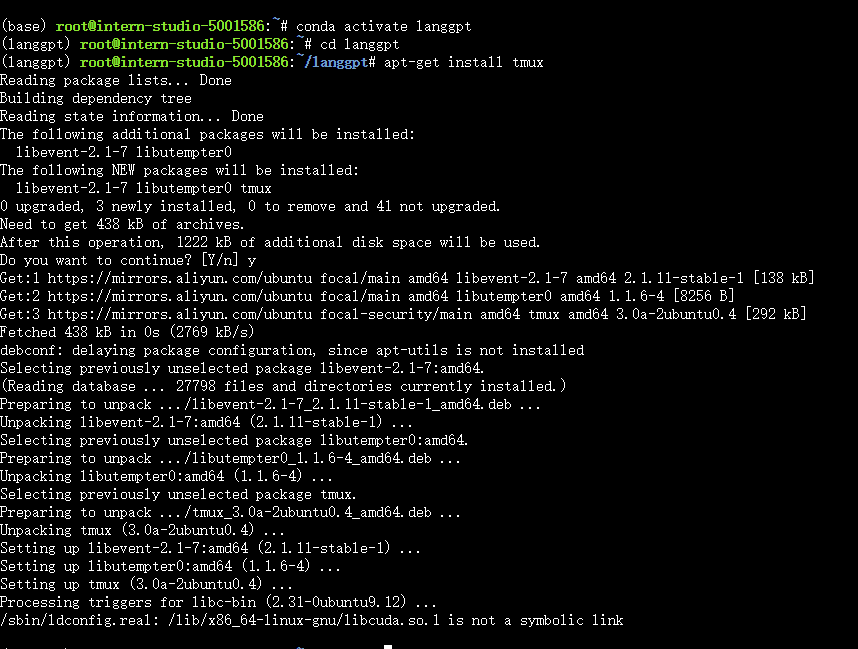 (base) root@intern-studio-5001586:~# conda activate langgpt
(langgpt) root@intern-studio-5001586:~# cd langgpt
(langgpt) root@intern-studio-5001586:~/langgpt# apt-get install tmux
Reading package lists... Done
Building dependency tree
Reading state information... Done
The following additional packages will be installed:
  libevent-2.1-7 libutempter0
The following NEW packages will be installed:
  libevent-2.1-7 libutempter0 tmux
0 upgraded, 3 newly installed, 0 to remove and 41 not upgraded.
Need to get 438 kB of archives.
After this operation, 1222 kB of additional disk space will be used.
Do you want to continue? [Y/n] y
Get:1 https://mirrors.aliyun.com/ubuntu focal/main amd64 libevent-2.1-7 amd64 2.1.11-stable-1 [138 kB]
Get:2 https://mirrors.aliyun.com/ubuntu focal/main amd64 libutempter0 amd64 1.1.6-4 [8256 B]
Get:3 https://mirrors.aliyun.com/ubuntu focal-security/main amd64 tmux amd64 3.0a-2ubuntu0.4 [292 kB]
Fetched 438 kB in 0s (2769 kB/s)
debconf: delaying package configuration, since apt-utils is not installed
Selecting previously unselected package libevent-2.1-7:amd64.
(Reading database ... 27798 files and directories currently installed.)
Preparing to unpack .../libevent-2.1-7_2.1.11-stable-1_amd64.deb ...
Unpacking libevent-2.1-7:amd64 (2.1.11-stable-1) ...
Selecting previously unselected package libutempter0:amd64.
Preparing to unpack .../libutempter0_1.1.6-4_amd64.deb ...
Unpacking libutempter0:amd64 (1.1.6-4) ...
Selecting previously unselected package tmux.
Preparing to unpack .../tmux_3.0a-2ubuntu0.4_amd64.deb ...
Unpacking tmux (3.0a-2ubuntu0.4) ...
Setting up libevent-2.1-7:amd64 (2.1.11-stable-1) ...
Setting up libutempter0:amd64 (1.1.6-4) ...
Setting up tmux (3.0a-2ubuntu0.4) ...
Processing triggers for libc-bin (2.31-0ubuntu9.12) ...
/sbin/ldconfig.real: /lib/x86_64-linux-gnu/libcuda.so.1 is not a symbolic link